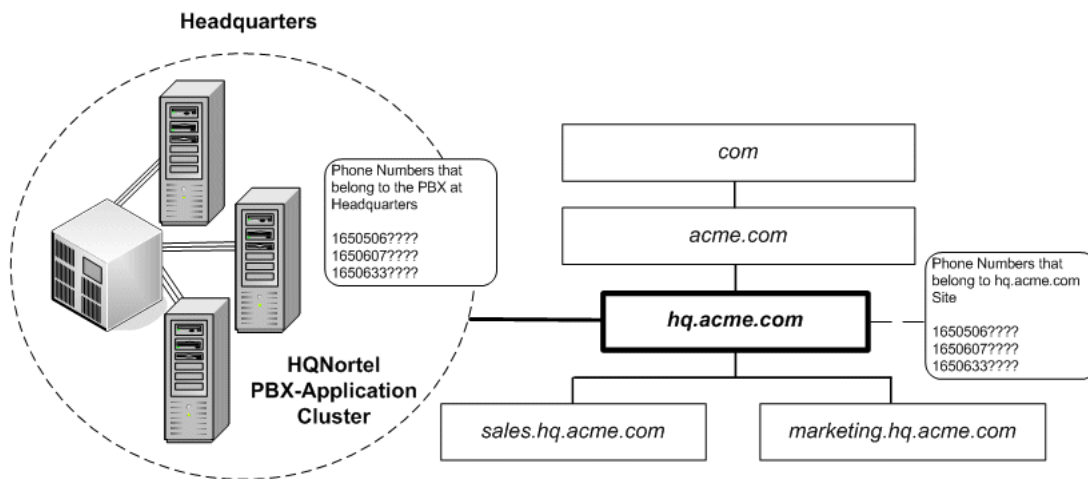 Headquarters
Phone Numbers that
belong to the PBX at
Headquarters
1650506????
1650607????
1650633????
HQNortel
PBX-Application
Cluster
com
acme.com
hq.acme.com
Phone Numbers that
belong to hq.acme.com
Site
1650506????
1650607????
1650633????
sales.hq.acme.com
marketing.hq.acme.com